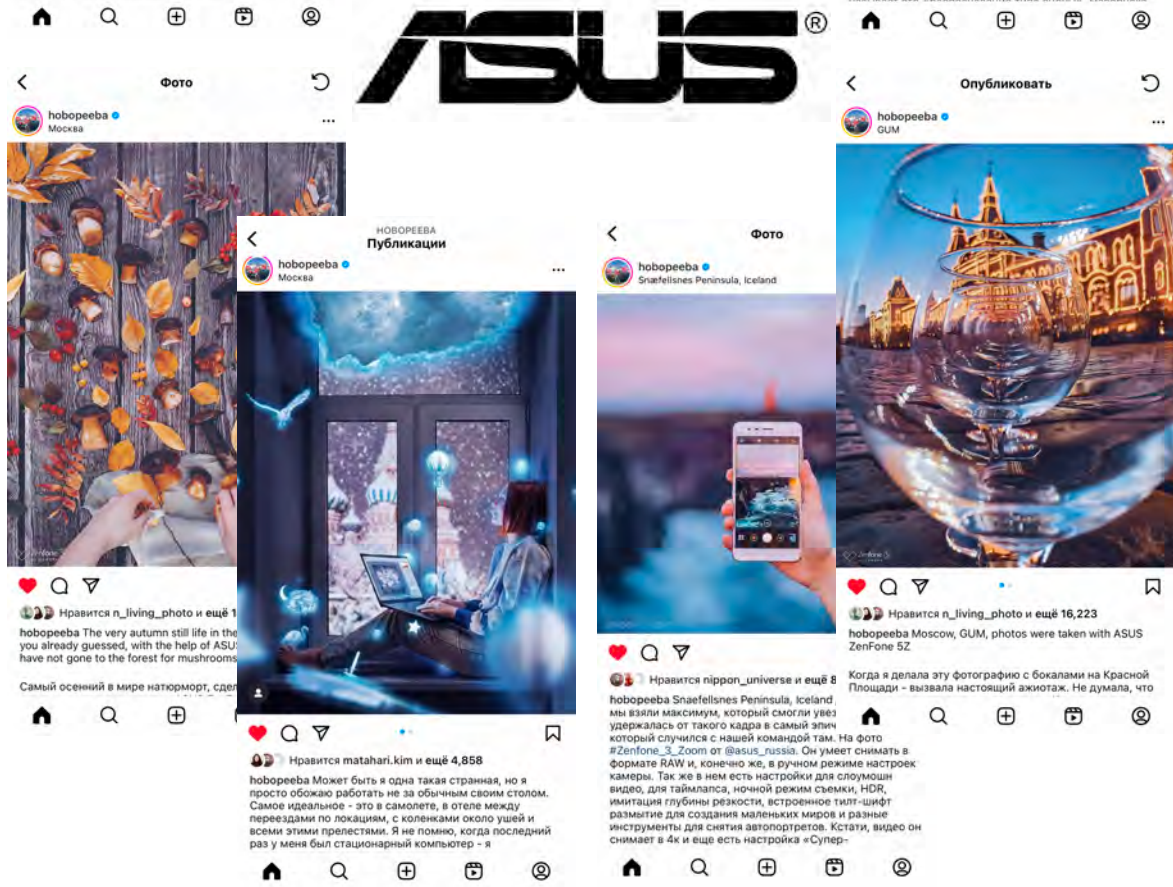 ASUS®
Фото
hobopeeba
Москва
Zenfone 5
hobopeeba The very autumn still life in the
you already guessed, with the help of ASU
have not gone to the forest for mushrooms
Самый осенний в мире натюрморт, сдел
Нравится n_living_photo и ещё 1
HOBOPEEBA
Публикации
hobopeeba
Москва
Нравится matahari.kim и ещё 4,858
hobopeeba Может быть я одна такая странная, но я
просто обожаю работать не за обычным своим столом.
Самое идеальное - это в самолете, в отеле между
переездами по локациям, с коленками около ушей и
всеми этими прелестями. Я не помню, когда последний
раз у меня был стационарный компьютер - я
Фото
hobopeeba
Snæfellsnes Peninsula, Iceland
Нравится nippon_universe и ещё 8
hobopeeba Snaefellsnes Peninsula, Iceland
мы взяли максимум, который смогли увез
удержалась от такого кадра в самый эпич
который случился с нашей командой там. На фото
#Zenfone_3_Zoom от @asus_russia. Он умеет снимать в
формате RAW и, конечно же, в ручном режиме настроек
камеры. Так же в нем есть настройки для слоумошн
видео, для таймлапса, ночной режим съемки, HDR,
имитация глубины резкости, встроенное тилт-шифт
размытие для создания маленьких миров и разные
инструменты для снятия автопортретов. Кстати, видео он
снимает в 4к и еще есть настройка «Супер-
Опубликовать
hobopeeba
GUM
Zenfone 5
Нравится n_living_photo и ещё 16,223
hobopeeba Moscow, GUM, photos were taken with ASUS
ZenFone 5Z
Когда я делала эту фотографию с бокалами на Красной
Площади - вызвала настоящий ажиотаж. Не думала, что